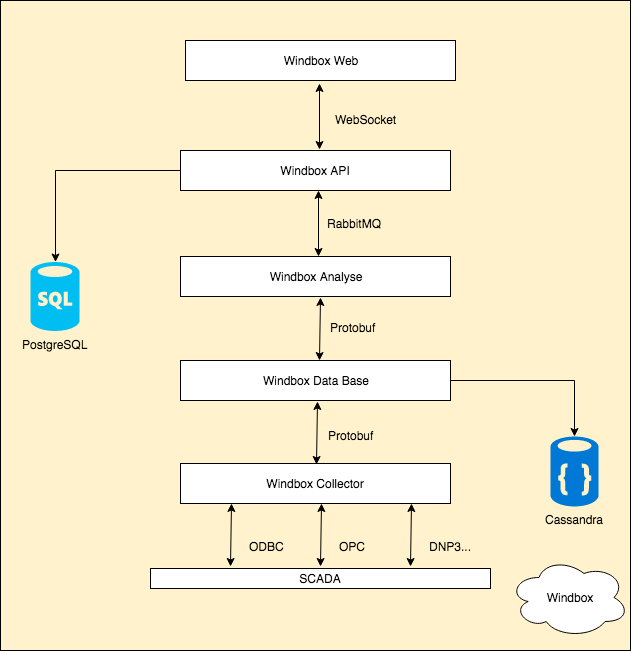 Windbox Web
WebSocket
Windbox API
RabbitMQ
SQL
Windbox Analyse
PostgreSQL
Protobuf
Windbox Data Base
Protobuf
{ }
Windbox Collector
Cassandra
ODBC OPC DNP3...
SCADA
Windbox